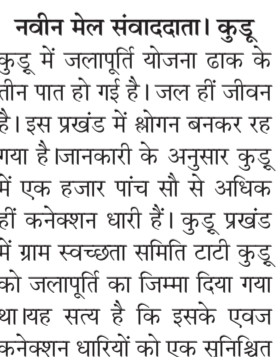 नवीन मेल संवाददाता। कुडू
कुडू में जलापूर्ति योजना ढाक के
तीन पात हो गई है। जल हीं जीवन
है। इस प्रखंड में श्लोगन बनकर रह
गया है।जानकारी के अनुसार कुडू
में एक हजार पांच सौ से अधिक
हीं कनेक्शन धारी हैं। कुडू प्रखंड
में ग्राम स्वच्छता समिति टाटी कुडू
को जलापूर्ति का जिम्मा दिया गया
था।यह सत्य है कि इसके एवज
कनेक्शन धारियों को एक सुनिश्चित